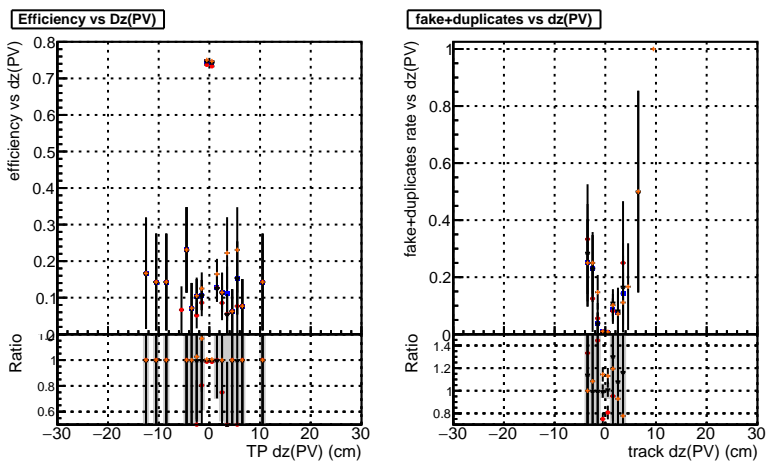 Efficiency vs Dz(PV)
efficiency vs dz(PV)
0.8
0.7
0.6
0.5
0.4
0.3
0.2
0.1
0
Ratio
1
0.8
0.6
−30 −20 −10 0 10 20 30
TP dz(PV) (cm)
fake+duplicates vs dz(PV)
fake+duplicates rate vs dz(PV)
1
0.8
0.6
0.4
0.2
0
Ratio
1.4
1.2
1
0.8
−30 −20 −10 0 10 20 30
track dz(PV) (cm)